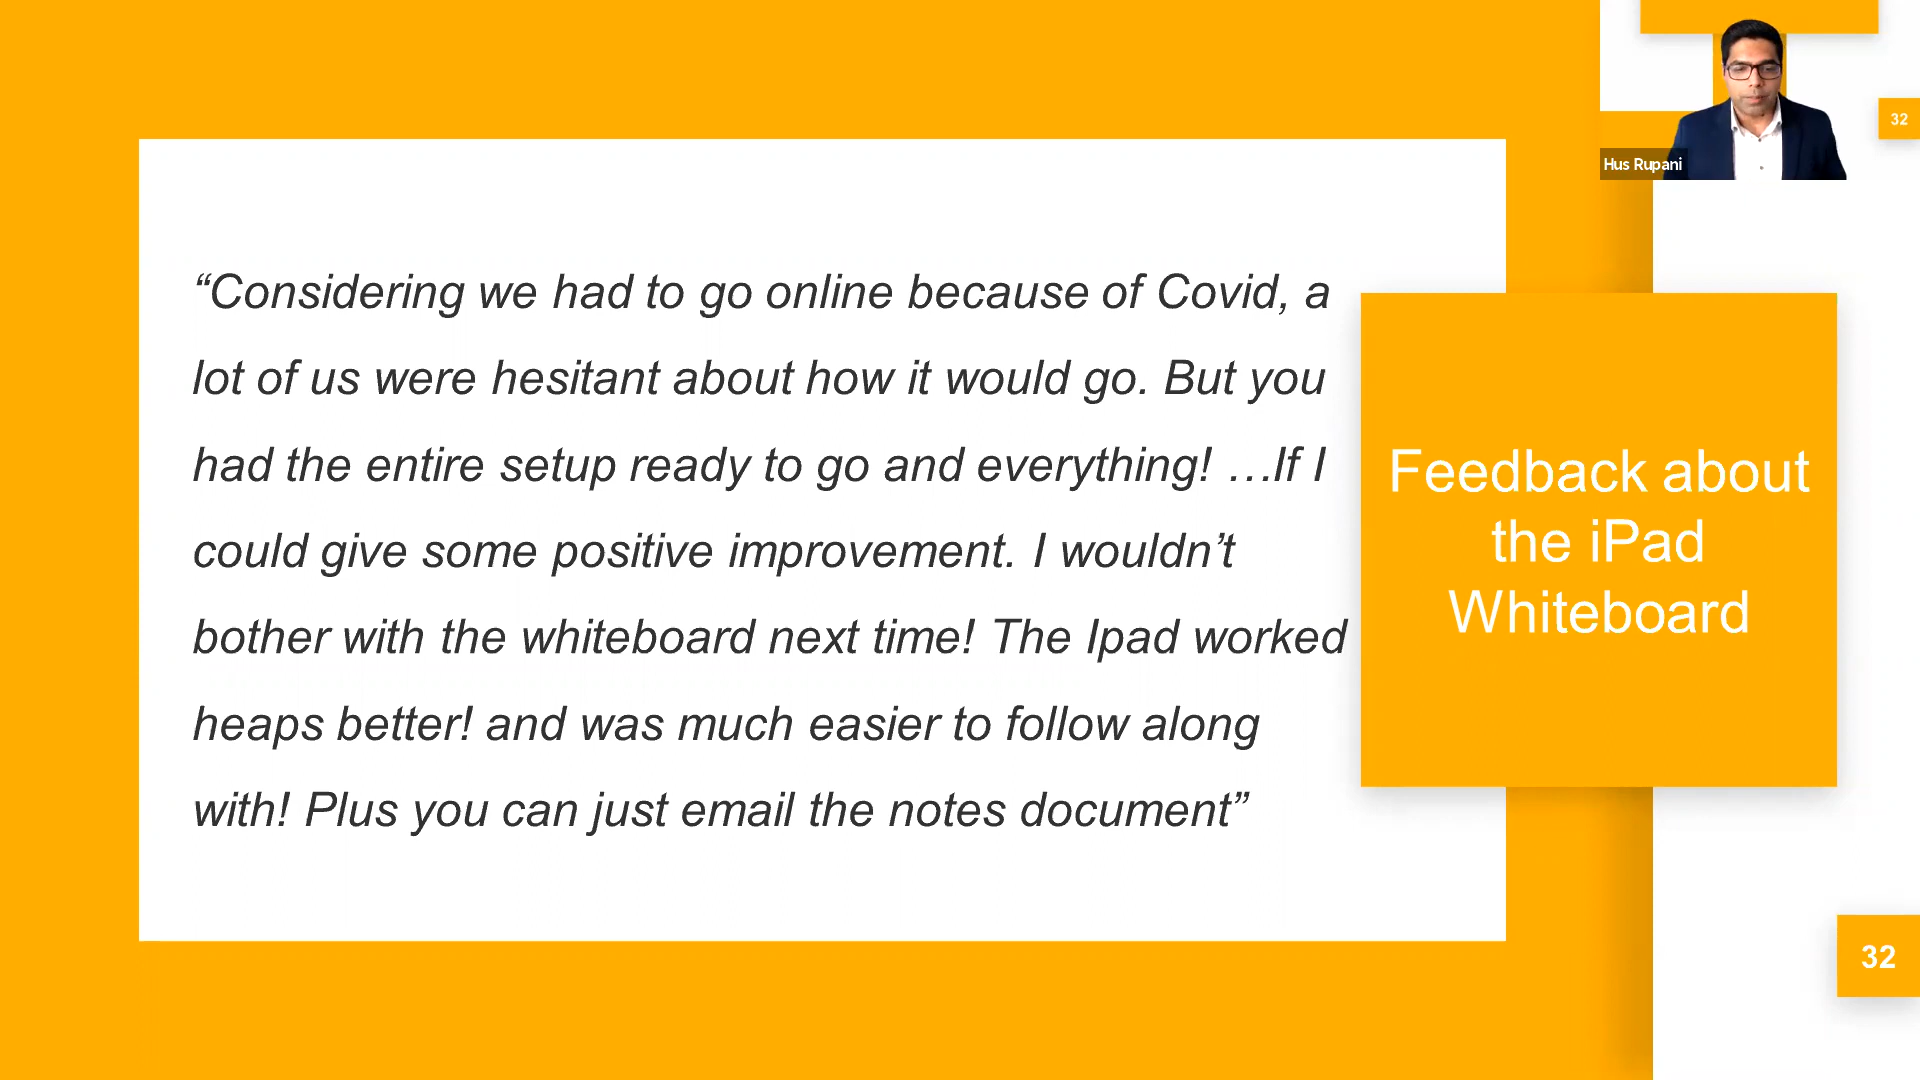 “Considering we had to go online because of Covid, a
lot of us were hesitant about how it would go. But you
had the entire setup ready to go and everything! …If I
could give some positive improvement. I wouldn’t
bother with the whiteboard next time! The Ipad worked
heaps better! and was much easier to follow along
with! Plus you can just email the notes document”
Feedback about
the iPad
Whiteboard
32
Hus Rupani
32